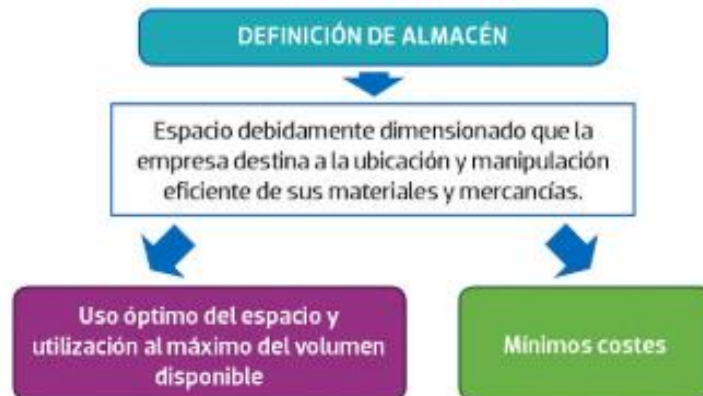 DEFINICIÓN DE ALMACÉN
Espacio debidamente dimensionado que la
empresa destina a la ubicación y manipulación
eficiente de sus materiales y mercancías.
Uso óptimo del espacio y
utilización al máximo del volumen
disponible
Mínimos costes